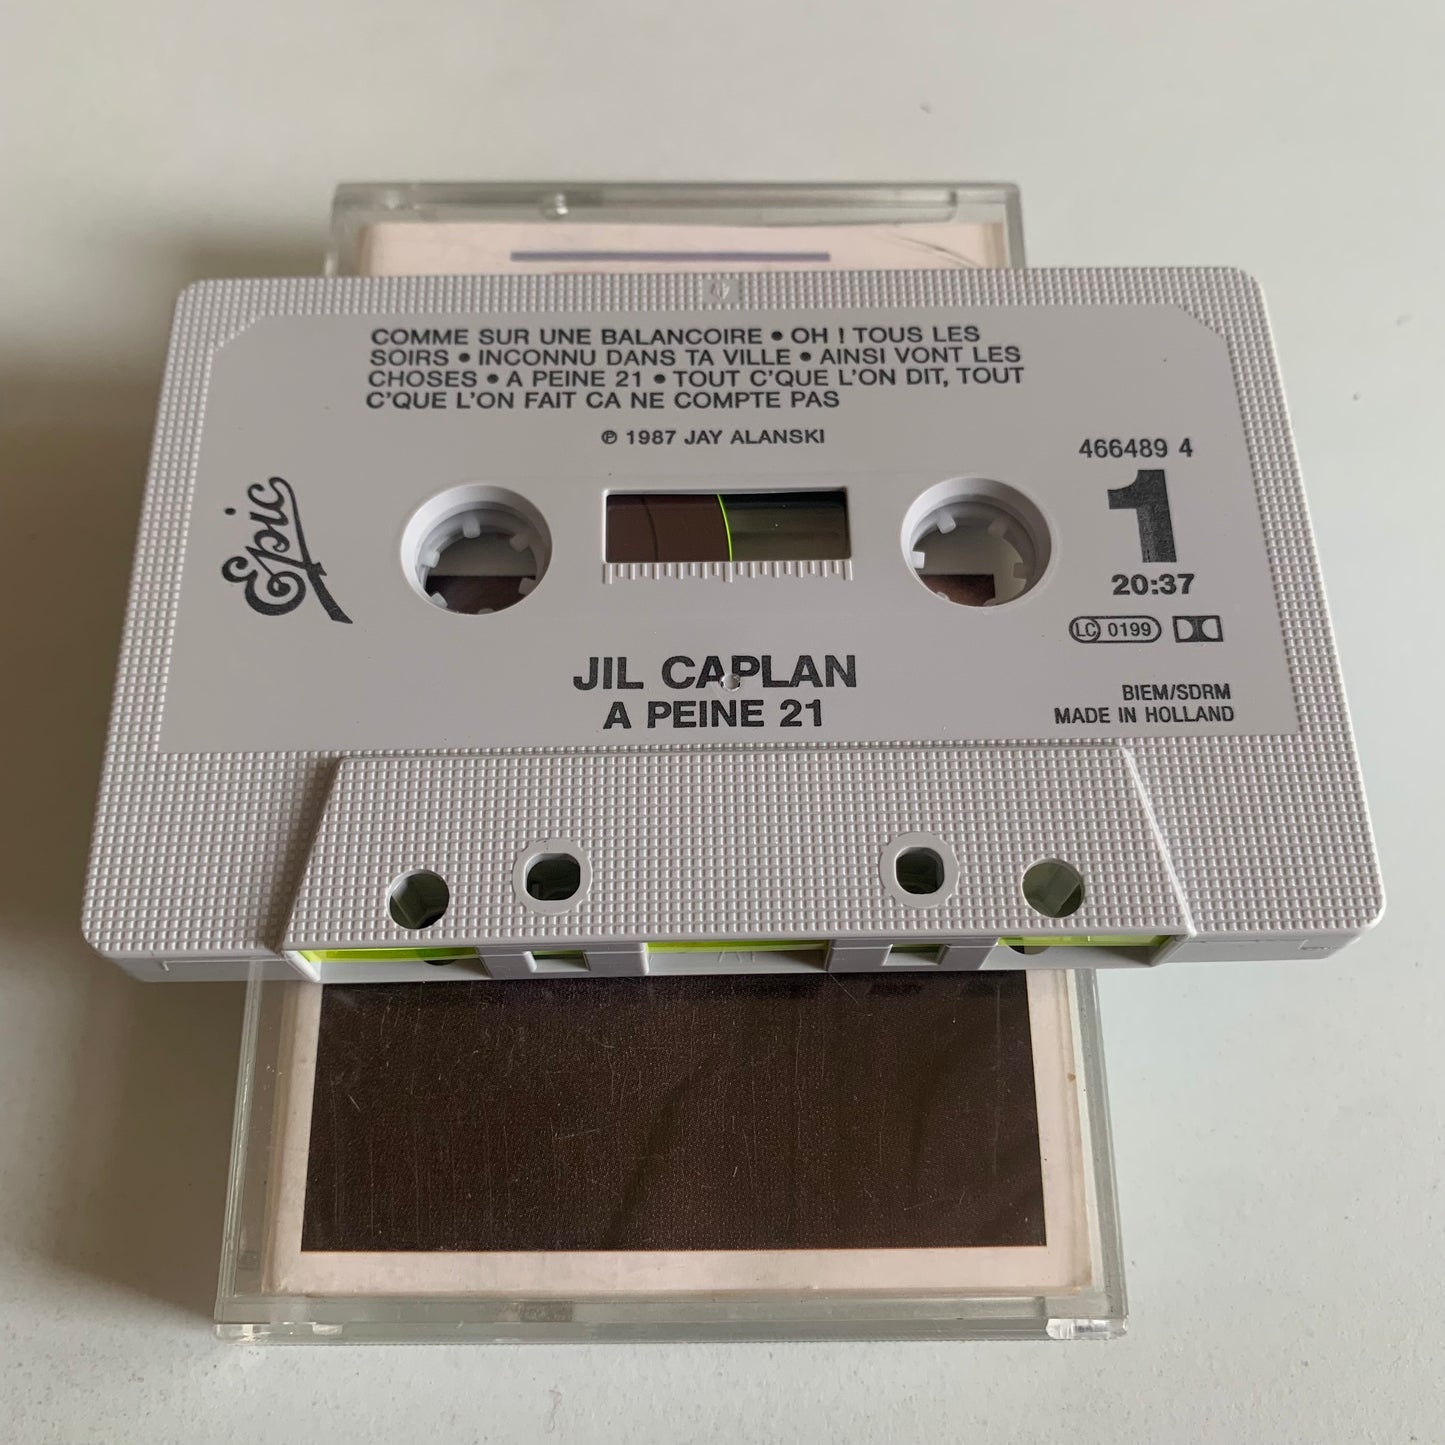 COMME SUR UNE BALANCOIRE • OH ! TOUS LES
SOIRS • INCONNU DANS TA VILLE • AINSI VONT LES
CHOSES • A PEINE 21 • TOUT C'QUE L'ON DIT, TOUT
C'QUE L'ON FAIT CA NE COMPTE PAS
℗ 1987 JAY ALANSKI
466489 4
Epic
1
20:37
LC 0199
JIL CAPLAN
A PEINE 21
BIEM/SDRM
MADE IN HOLLAND